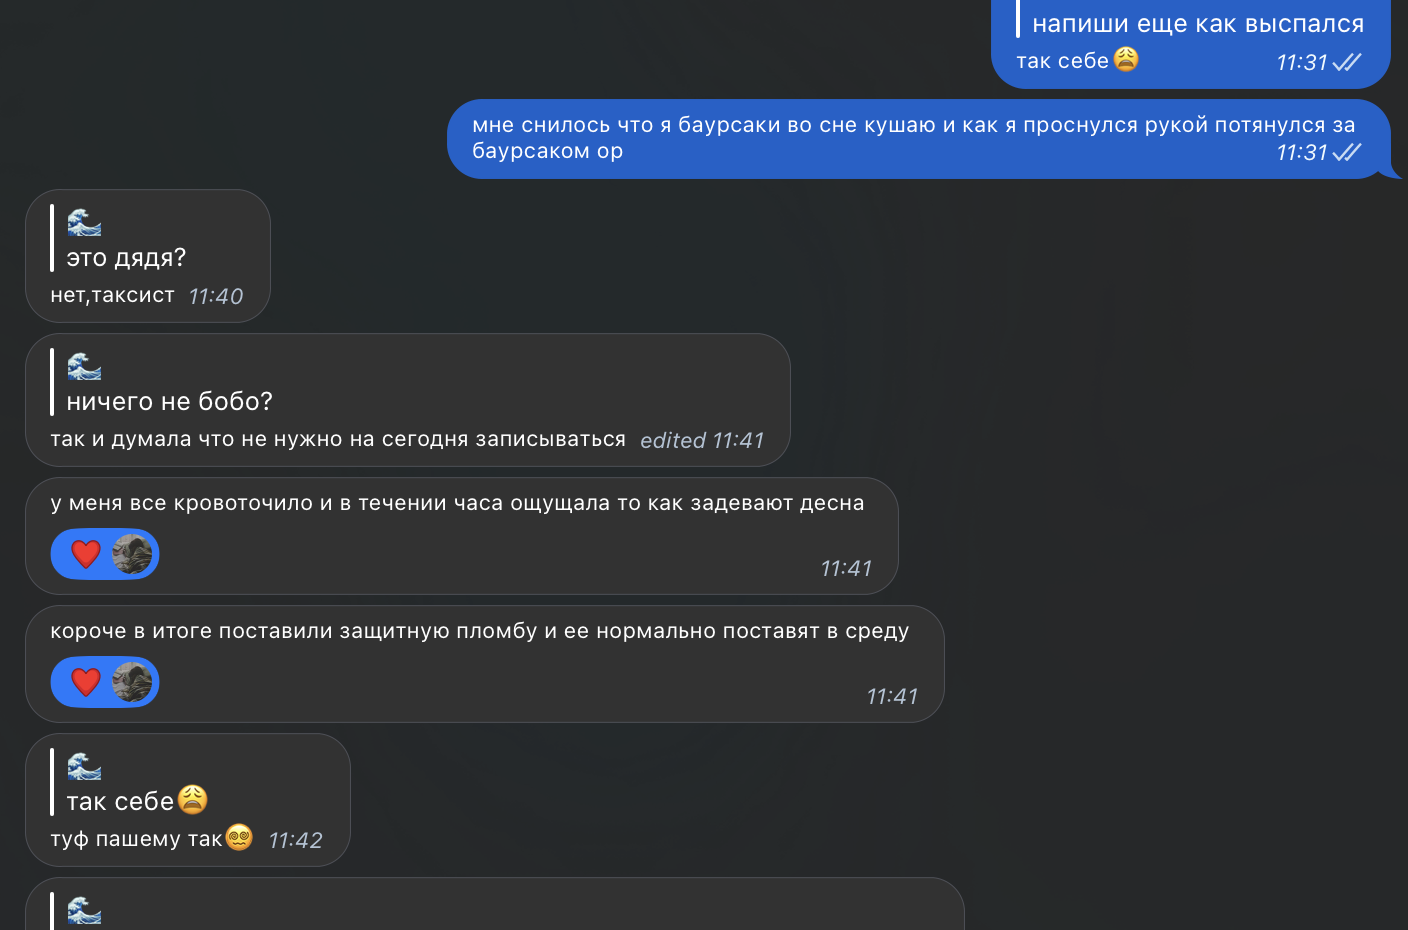 напиши еще как выспался
так себе😩 11:31
мне снилось что я баурсаки во сне кушаю и как я проснулся рукой потянулся за
баурсаком ор 11:31
🌊
это дядя?
нет,таксист 11:40
🌊
ничего не бобо?
так и думала что не нужно на сегодня записываться edited 11:41
у меня все кровоточило и в течении часа ощущала то как задевают десна
11:41
короче в итоге поставили защитную пломбу и ее нормально поставят в среду
11:41
🌊
так себе😩
туф пашему так😵‍💫 11:42
🌊